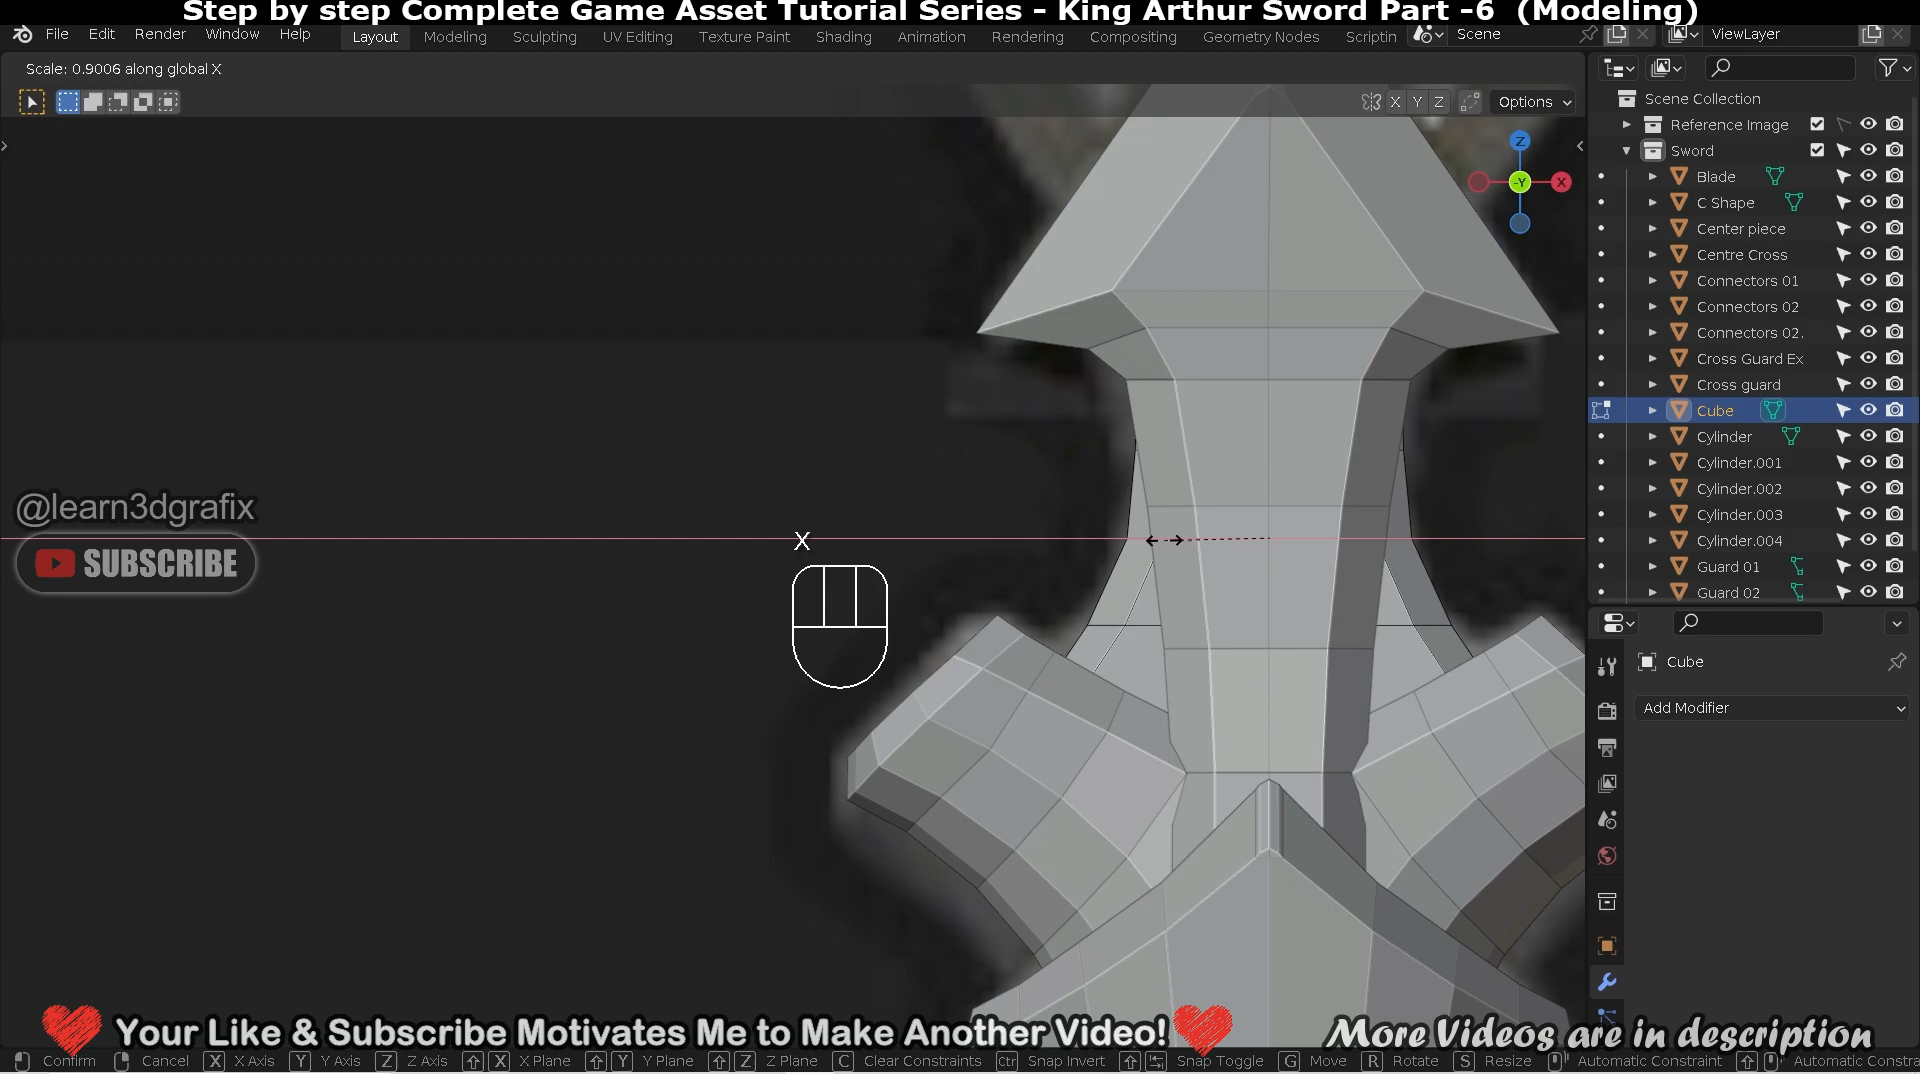 Step by step Complete Game Asset Tutorial Series - King Arthur Sword Part -6 (Modeling)
File Edit Render Window Help Layout Modeling Sculpting UV Editing Texture Paint Shading Animation Rendering Compositing Geometry Nodes Scriptin Scene ViewLayer
Scale: 0.9006 along global X
X Y Z Options
Scene Collection
Reference Image
Sword
Blade
C Shape
Center piece
Centre Cross
Connectors 01
Connectors 02
Connectors 02.
Cross Guard Ex
Cross guard
Cube
Cylinder
Cylinder.001
Cylinder.002
Cylinder.003
Cylinder.004
Guard 01
Guard 02
Z
-Y X
@learn3dgrafix
SUBSCRIBE
X
Cube
Add Modifier
Your Like & Subscribe Motivates Me to Make Another Video!
More Videos are in description
Confirm Cancel X X Axis Y Y Axis Z Z Axis X X Plane Y Y Plane Z Z Plane C Clear Constraints Ctrl Snap Invert Snap Toggle G Move R Rotate S Resize Automatic Constraint Automatic Constra